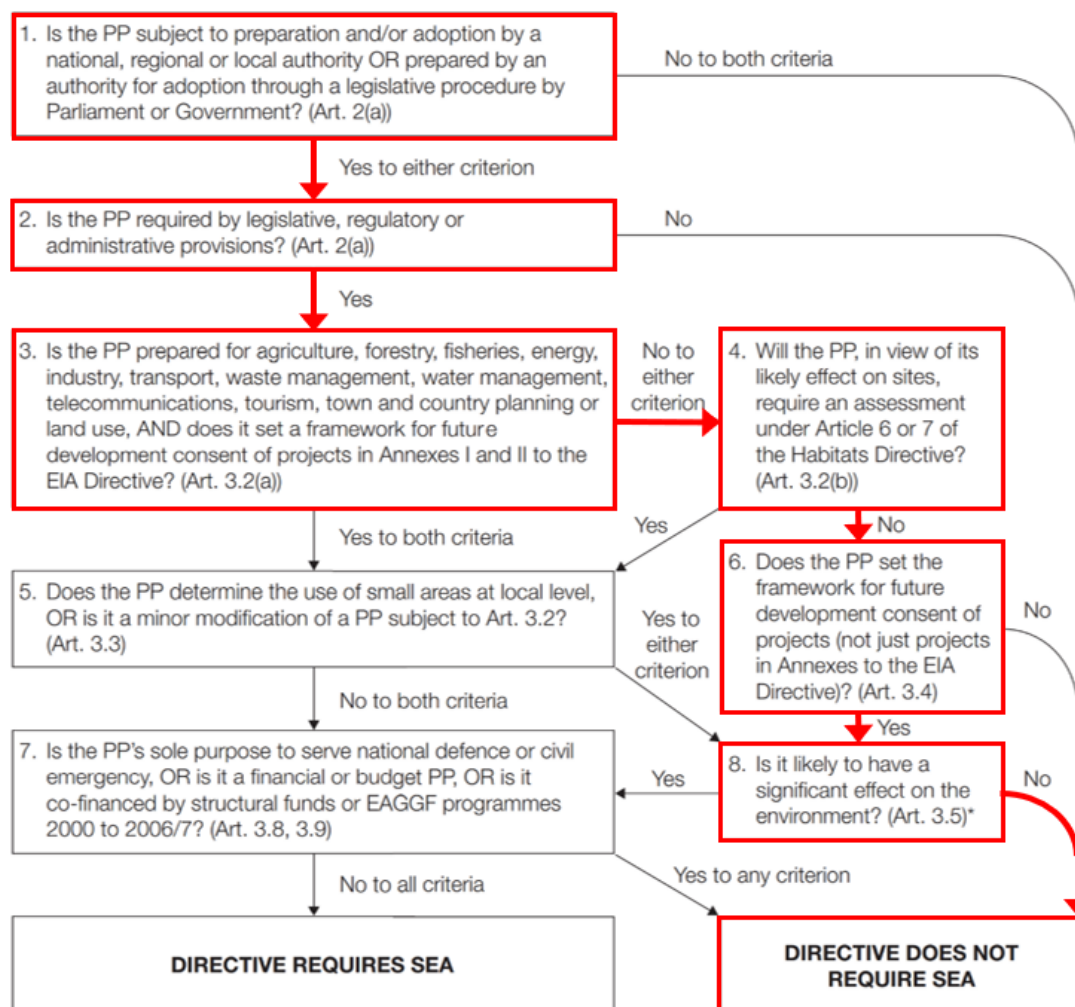 1. Is the PP subject to preparation and/or adoption by a
national, regional or local authority OR prepared by an
authority for adoption through a legislative procedure by
Parliament or Government? (Art. 2(a))
No to both criteria
Yes to either criterion
2. Is the PP required by legislative, regulatory or
administrative provisions? (Art. 2(a))
No
Yes
3. Is the PP prepared for agriculture, forestry, fisheries, energy,
industry, transport, waste management, water management,
telecommunications, tourism, town and country planning or
land use, AND does it set a framework for future
development consent of projects in Annexes I and II to the
EIA Directive? (Art. 3.2(a))
No to
either
criterion
4. Will the PP, in view of its
likely effect on sites,
require an assessment
under Article 6 or 7 of
the Habitats Directive?
(Art. 3.2(b))
Yes to both criteria
Yes
No
5. Does the PP determine the use of small areas at local level,
OR is it a minor modification of a PP subject to Art. 3.2?
(Art. 3.3)
Yes to
either
criterion
6. Does the PP set the
framework for future
development consent of
projects (not just projects
in Annexes to the EIA
Directive)? (Art. 3.4)
No
No to both criteria
Yes
7. Is the PP's sole purpose to serve national defence or civil
emergency, OR is it a financial or budget PP, OR is it
co-financed by structural funds or EAGGF programmes
2000 to 2006/7? (Art. 3.8, 3.9)
Yes
8. Is it likely to have a
significant effect on the
environment? (Art. 3.5)*
No
No to all criteria
Yes to any criterion
DIRECTIVE REQUIRES SEA
DIRECTIVE DOES NOT
REQUIRE SEA